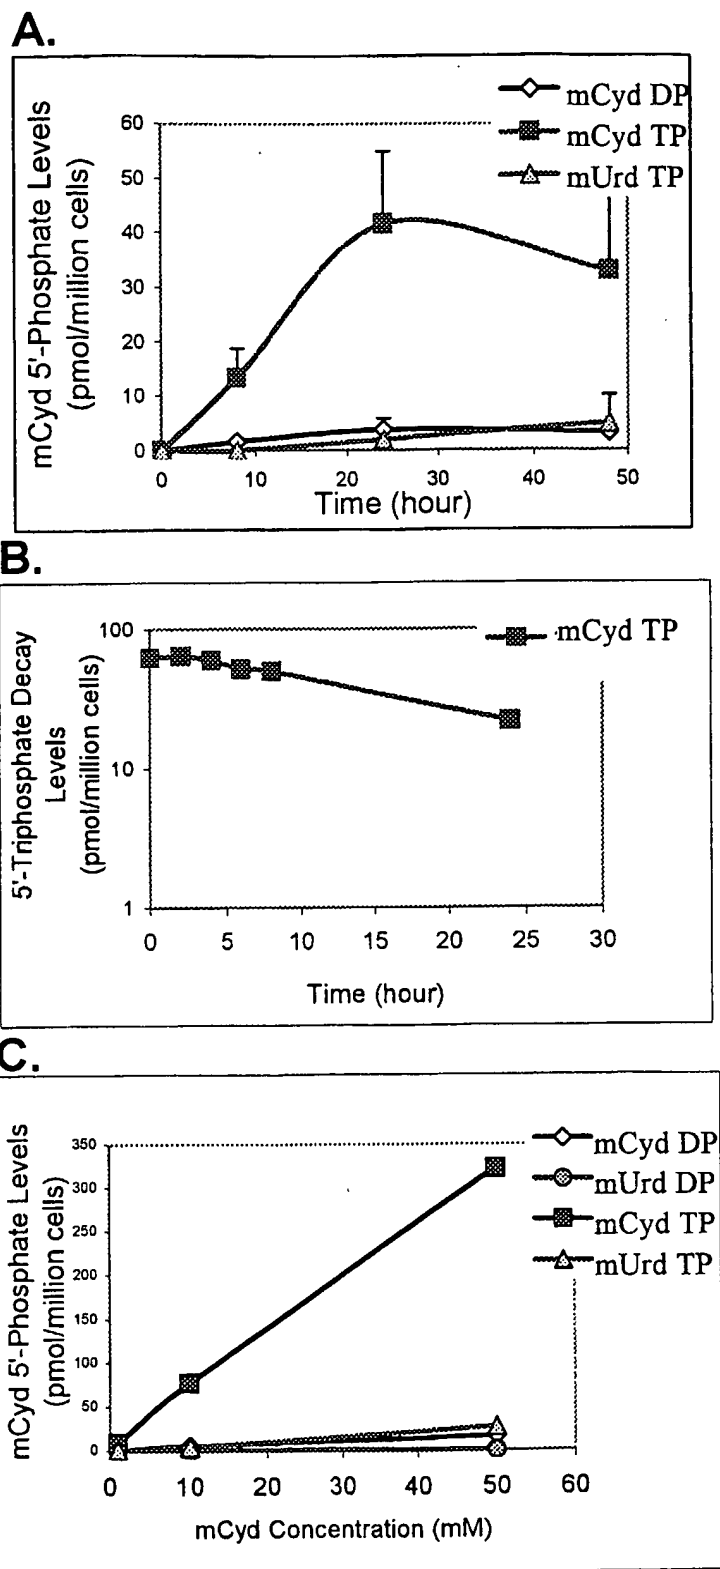 A.
mCyd DP
mCyd TP
mUrd TP
mCyd 5'-Phosphate Levels
(pmol/million cells)
60
50
40
30
20
10
0
0 10 20 30 40 50
Time (hour)
B.
mCyd TP
5'-Triphosphate Decay
Levels
(pmol/million cells)
100
10
1
0 5 10 15 20 25 30
Time (hour)
C.
mCyd DP
mUrd DP
mCyd TP
mUrd TP
mCyd 5'-Phosphate Levels
(pmol/million cells)
350
300
250
200
150
100
50
0
0 10 20 30 40 50 60
mCyd Concentration (mM)